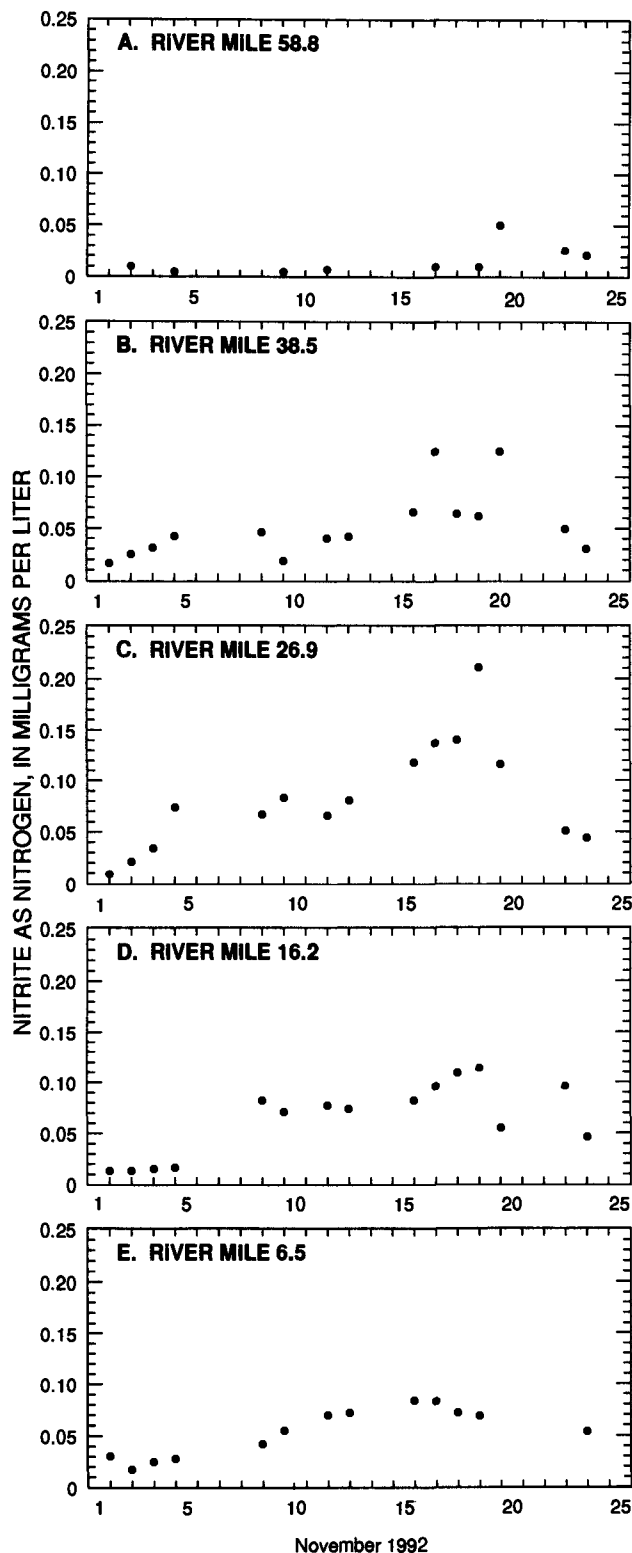 NITRITE AS NITROGEN, IN MILLIGRAMS PER LITER
0.25
A. RIVER MILE 58.8
0.20
0.15
0.10
0.05
0
1 5 10 15 20 25
0.25
B. RIVER MILE 38.5
0.20
0.15
0.10
0.05
0
1 5 10 15 20 25
0.25
C. RIVER MILE 26.9
0.20
0.15
0.10
0.05
0
1 5 10 15 20 25
0.25
D. RIVER MILE 16.2
0.20
0.15
0.10
0.05
0
1 5 10 15 20 25
0.25
E. RIVER MILE 6.5
0.20
0.15
0.10
0.05
0
1 5 10 15 20 25
November 1992